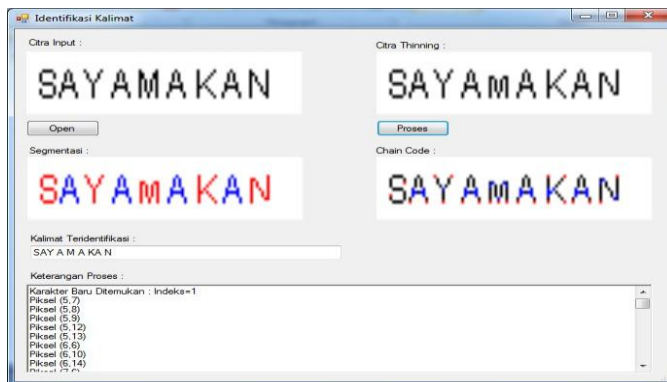 Identifikasi Kalimat
Citra Input :
Citra Thinning :
SAYAMAKAN
SAYAMAKAN
Open
Proses
Segmentasi :
Chain Code :
SAYAMAKAN
SAYAMAKAN
Kalimat Teridentifikasi :
SAY A M A KA N
Keterangan Proses :
Karakter Baru Ditemukan : Indeks=1
Piksel (5,7)
Piksel (5,8)
Piksel (5,9)
Piksel (5,12)
Piksel (5,13)
Piksel (6,6)
Piksel (6,10)
Piksel (6,14)